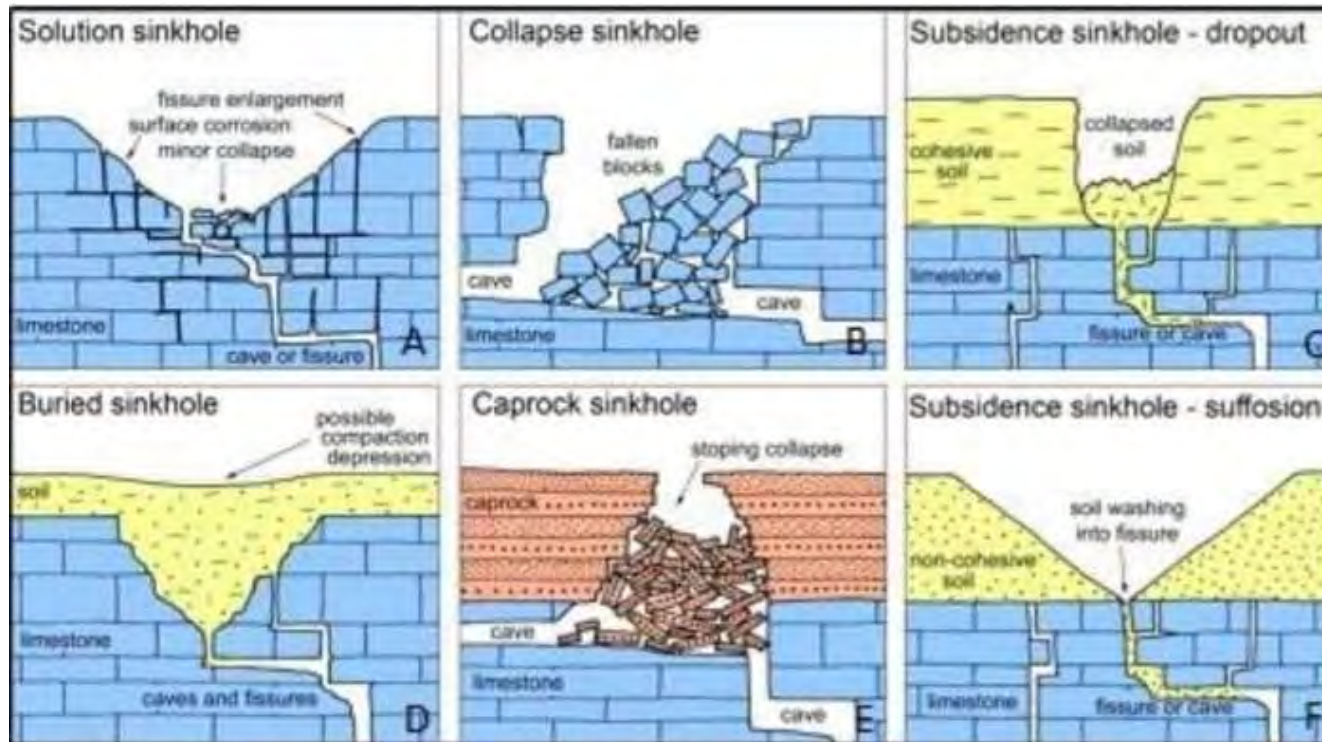 Solution sinkhole
fissure enlargement
surface corrosion
minor collapse
limestone
cave or fissure
A
Collapse sinkhole
fallen
blocks
cave
cave
limestone
B
Subsidence sinkhole - dropout
collapsed
soil
cohesive
soil
limestone
fissure or cave
C
Buried sinkhole
possible
compaction
depression
soil
limestone
caves and fissures
D
Caprock sinkhole
stoping collapse
caprock
cave
limestone
cave
E
Subsidence sinkhole - suffosion
soil washing
into fissure
non-cohesive
soil
limestone
fissure or cave
F